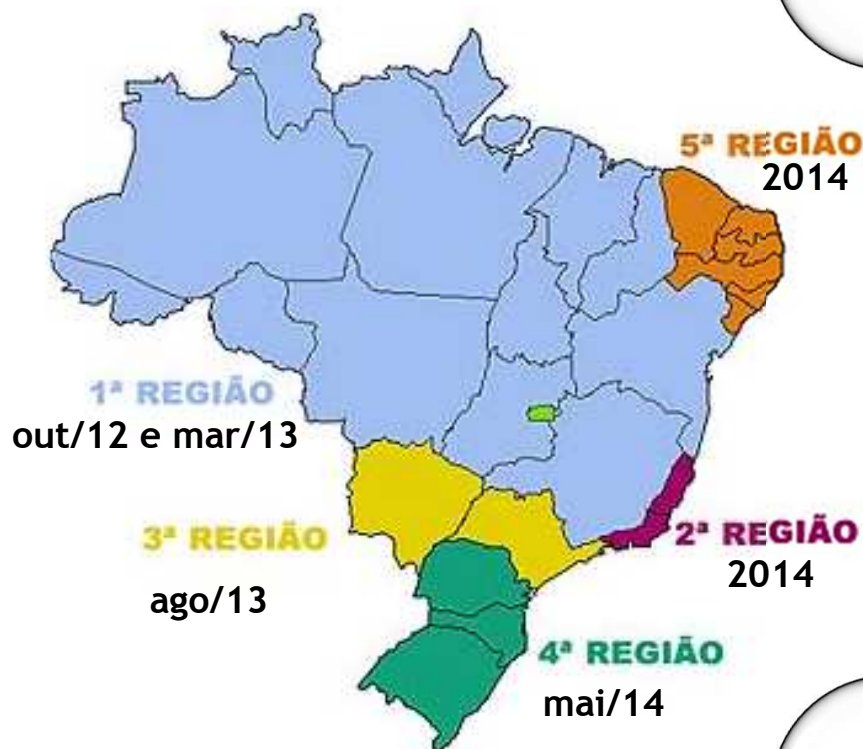 5ª REGIÃO
2014
1ª REGIÃO
out/12 e mar/13
3ª REGIÃO
ago/13
2ª REGIÃO
2014
4ª REGIÃO
mai/14